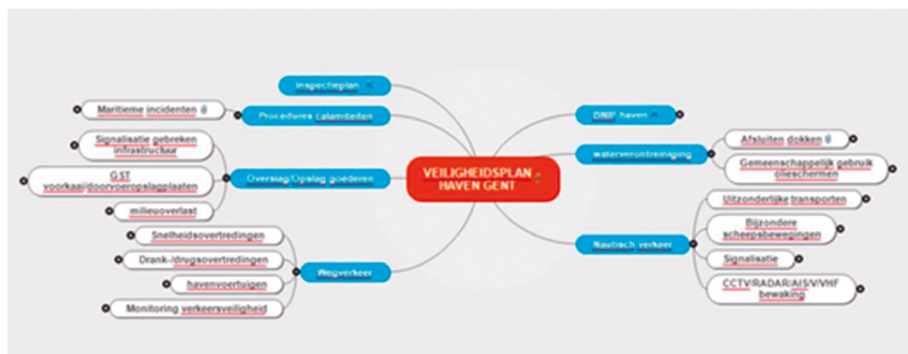 VEILIGHEIDSPLAN
HAVEN GENT
Inspectieplan
Procedures calamiteiten
Maritieme incidenten
Overslag/Opslag goederen
Signalisatie gebreken
infrastructuur
GST
voorkaai/doorvoeropslagplaaten
milieuoverlast
Wegverkeer
Snelheidsovertredingen
Drank-/drugsovertredingen
havenvoertuigen
Monitoring verkeersveiligheid
haven
waterverontreiniging
Afsluiten dokken
Gemeenschappelijk gebruik
olieschermen
Nautisch verkeer
Uitzonderlijke transporten
Bijzondere
scheepsbewegingen
Signalisatie
CCTV/RADAR/AIS/V/VHF
bewaking